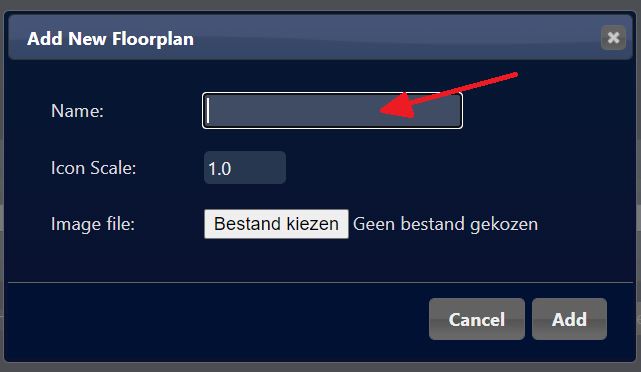 Add New Floorplan
Name:
Icon Scale: 1.0
Image file: Bestand kiezen Geen bestand gekozen
Cancel Add